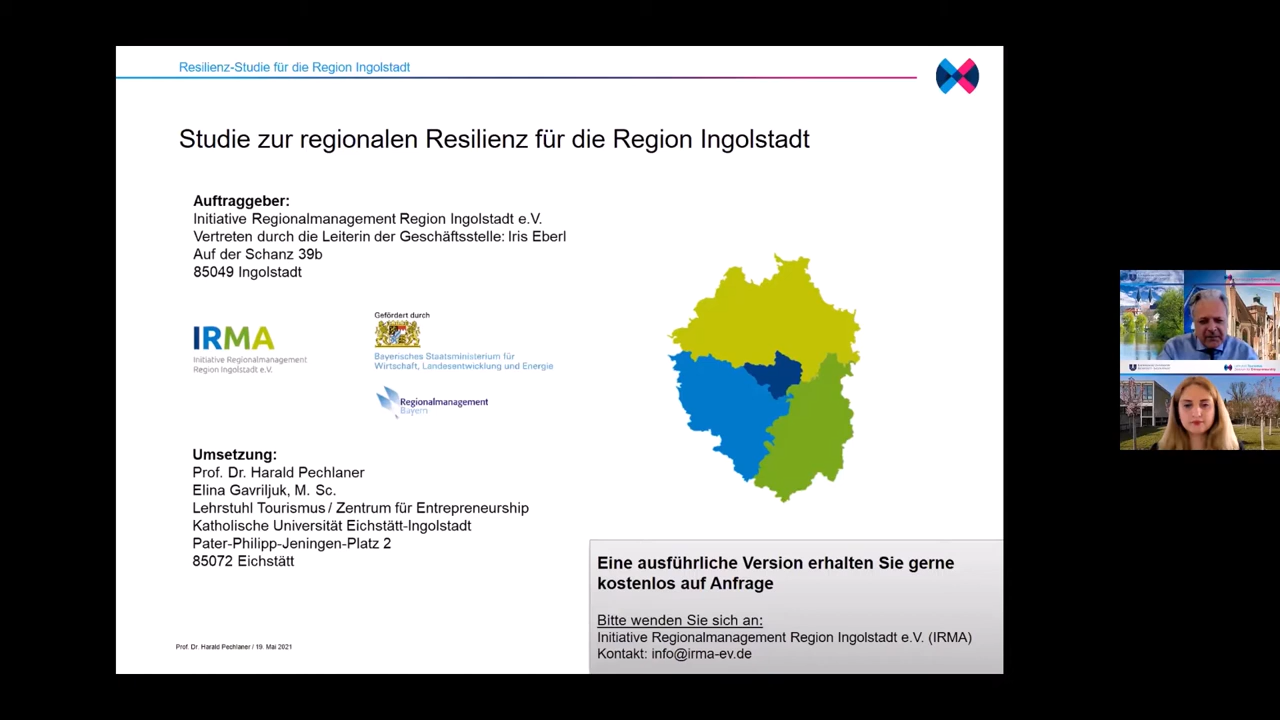 Resilienz-Studie für die Region Ingolstadt
Studie zur regionalen Resilienz für die Region Ingolstadt
Auftraggeber:
Initiative Regionalmanagement Region Ingolstadt e.V.
Vertreten durch die Leiterin der Geschäftsstelle: Iris Eberl
Auf der Schanz 39b
85049 Ingolstadt
IRMA
Initiative Regionalmanagement
Region Ingolstadt e.V.
Gefördert durch
Bayerisches Staatsministerium für
Wirtschaft, Landesentwicklung und Energie
Regionalmanagement
Bayern
Umsetzung:
Prof. Dr. Harald Pechlaner
Elina Gavriljuk, M. Sc.
Lehrstuhl Tourismus / Zentrum für Entrepreneurship
Katholische Universität Eichstätt-Ingolstadt
Pater-Philipp-Jeningen-Platz 2
85072 Eichstätt
Eine ausführliche Version erhalten Sie gerne
kostenlos auf Anfrage
Bitte wenden Sie sich an:
Initiative Regionalmanagement Region Ingolstadt e.V. (IRMA)
Kontakt: info@irma-ev.de
Prof. Dr. Harald Pechlaner / 19. Mai 2021